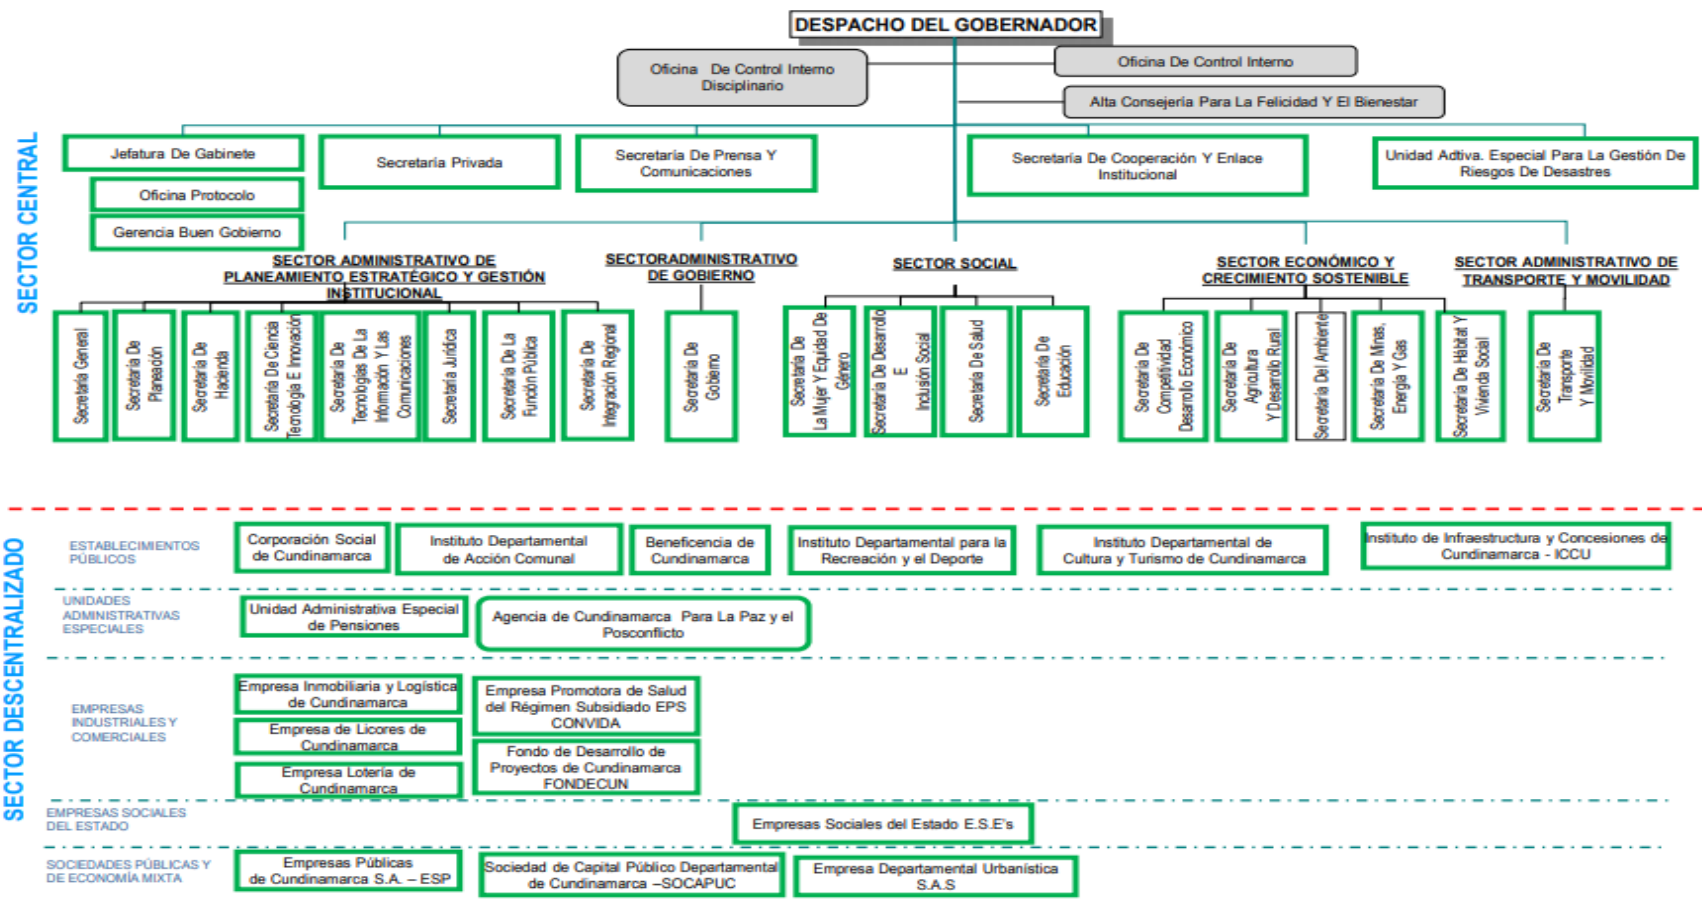 DESPACHO DEL GOBERNADOR
Oficina De Control Interno
Disciplinario
Oficina De Control Interno
Alta Consejería Para La Felicidad Y El Bienestar
SECTOR CENTRAL
Jefatura De Gabinete
Oficina Protocolo
Gerencia Buen Gobierno
Secretaría Privada
Secretaría De Prensa Y
Comunicaciones
Secretaría De Cooperación Y Enlace
Institucional
Unidad Adtiva. Especial Para La Gestión De
Riesgos De Desastres
SECTOR ADMINISTRATIVO DE
PLANEAMIENTO ESTRATÉGICO Y GESTIÓN
INSTITUCIONAL
SECTORADMINISTRATIVO
DE GOBIERNO
SECTOR SOCIAL
SECTOR ECONÓMICO Y
CRECIMIENTO SOSTENIBLE
SECTOR ADMINISTRATIVO DE
TRANSPORTE Y MOVILIDAD
Secretaría General
Secretaría De
Planeación
Secretaría De
Hacienda
Secretaría De Ciencia
Tecnología E Innovación
Secretaría De
Tecnologías De La
Información Y Las
Comunicaciones
Secretaría Jurídica
Secretaría De La
Función Pública
Secretaría De
Integración Regional
Secretaría De
Gobierno
Secretaría De
La Mujer Y Equidad De
Género
Secretaría De Desarrollo
E
Inclusión Social
Secretaría De Salud
Secretaría De
Educación
Secretaría De
Competitividad
Desarrollo Económico
Secretaría De
Agricultura
Y Desarrollo Rural
Secretaría Del Ambiente
Secretaría De Minas,
Energía Y Gas
Secretaría De Hábitat Y
Vivienda Social
Secretaría De
Transporte
Y Movilidad
SECTOR DESCENTRALIZADO
ESTABLECIMIENTOS
PÚBLICOS
Corporación Social
de Cundinamarca
Instituto Departamental
de Acción Comunal
Beneficencia de
Cundinamarca
Instituto Departamental para la
Recreación y el Deporte
Instituto Departamental de
Cultura y Turismo de Cundinamarca
Instituto de Infraestructura y Concesiones de
Cundinamarca - ICCU
UNIDADES
ADMINISTRATIVAS
ESPECIALES
Unidad Administrativa Especial
de Pensiones
Agencia de Cundinamarca Para La Paz y el
Posconflicto
EMPRESAS
INDUSTRIALES Y
COMERCIALES
Empresa Inmobiliaria y Logística
de Cundinamarca
Empresa de Licores de
Cundinamarca
Empresa Lotería de
Cundinamarca
Empresa Promotora de Salud
del Régimen Subsidiado EPS
CONVIDA
Fondo de Desarrollo de
Proyectos de Cundinamarca
FONDECUN
EMPRESAS SOCIALES
DEL ESTADO
Empresas Sociales del Estado E.S.E's
SOCIEDADES PÚBLICAS Y
DE ECONOMÍA MIXTA
Empresas Públicas
de Cundinamarca S.A. – ESP
Sociedad de Capital Público Departamental
de Cundinamarca –SOCAPUC
Empresa Departamental Urbanística
S.A.S